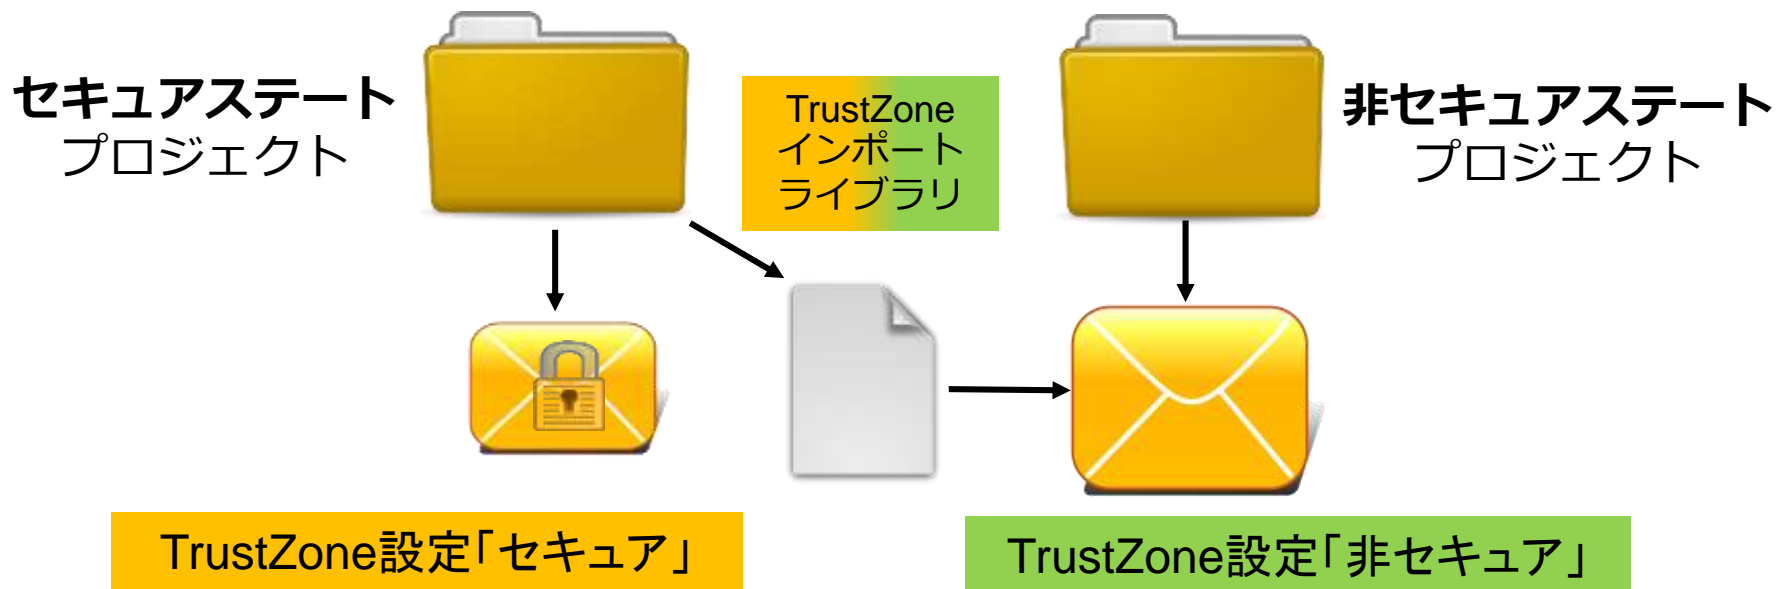 セキュアステート
プロジェクト
TrustZone
インポート
ライブラリ
非セキュアステート
プロジェクト
TrustZone設定「セキュア」
TrustZone設定「非セキュア」